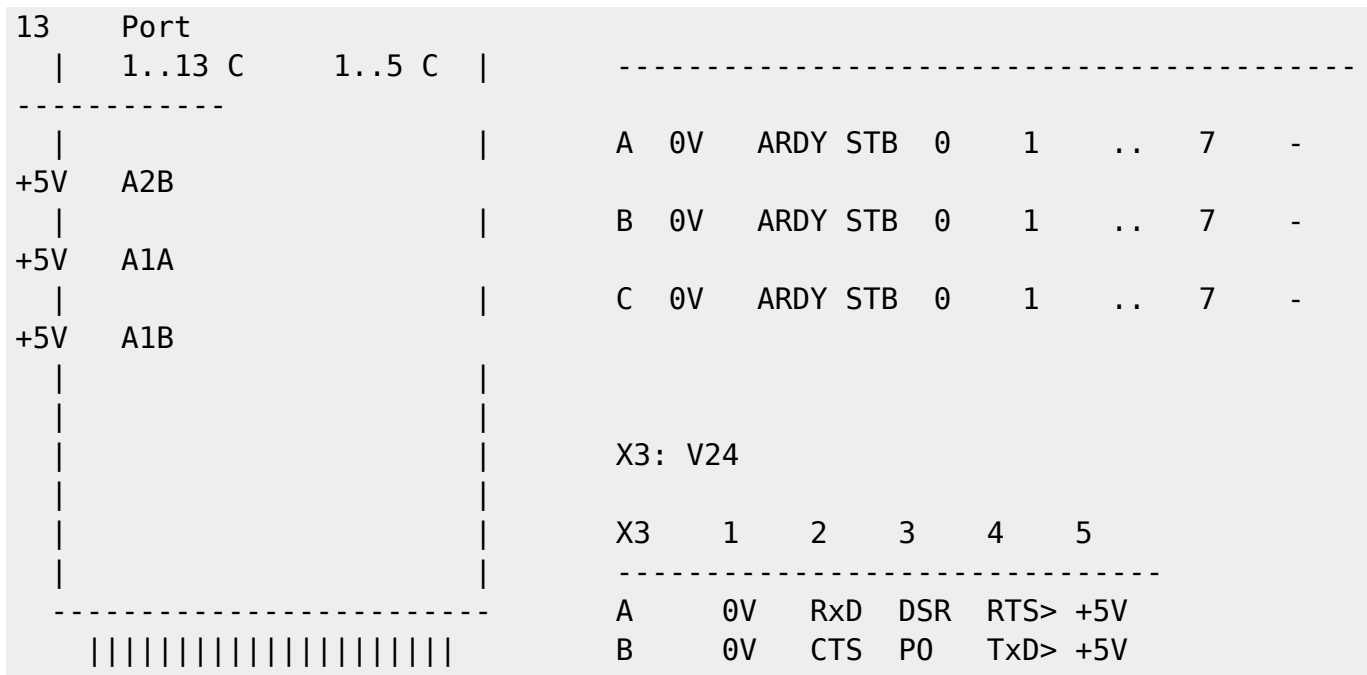 13    Port
  |   1..13 C     1..5 C  |       ------------------------------------------
------------
  |                       |       A  0V   ARDY STB  0    1    ..   7    -
+5V   A2B
  |                       |       B  0V   ARDY STB  0    1    ..   7    -
+5V   A1A
  |                       |       C  0V   ARDY STB  0    1    ..   7    -
+5V   A1B
  |                       |
  |                       |
  |                       |       X3: V24
  |                       |
  |                       |       X3    1    2    3    4    5
  |                       |       -------------------------------
  -------------------------       A     0V   RxD  DSR  RTS> +5V
    |||||||||||||||||||||         B     0V   CTS  PO   TxD> +5V